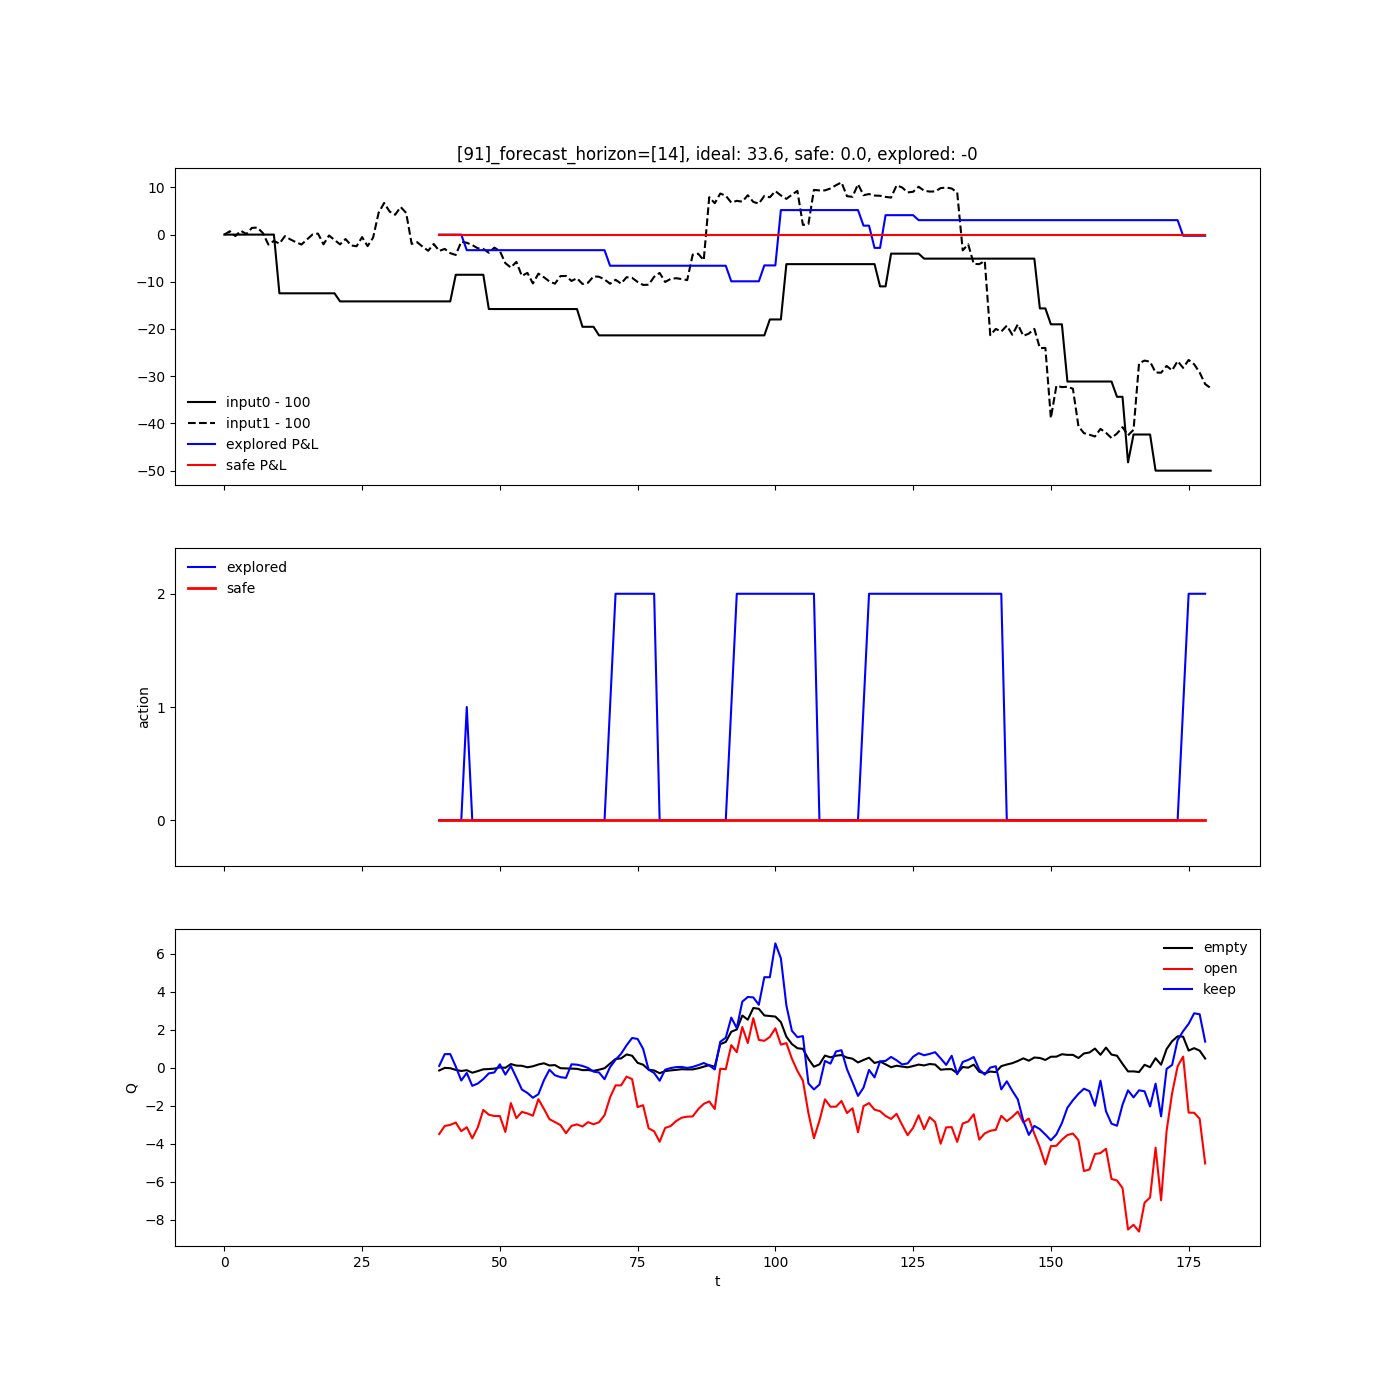 [91]_forecast_horizon=[14], ideal: 33.6, safe: 0.0, explored: -0
10
0
−10
−20
−30
−40
−50
input0 - 100
input1 - 100
explored P&L
safe P&L
explored
safe
2
1
0
action
empty
open
keep
6
4
2
0
−2
−4
−6
−8
Q
0 25 50 75 100 125 150 175
t